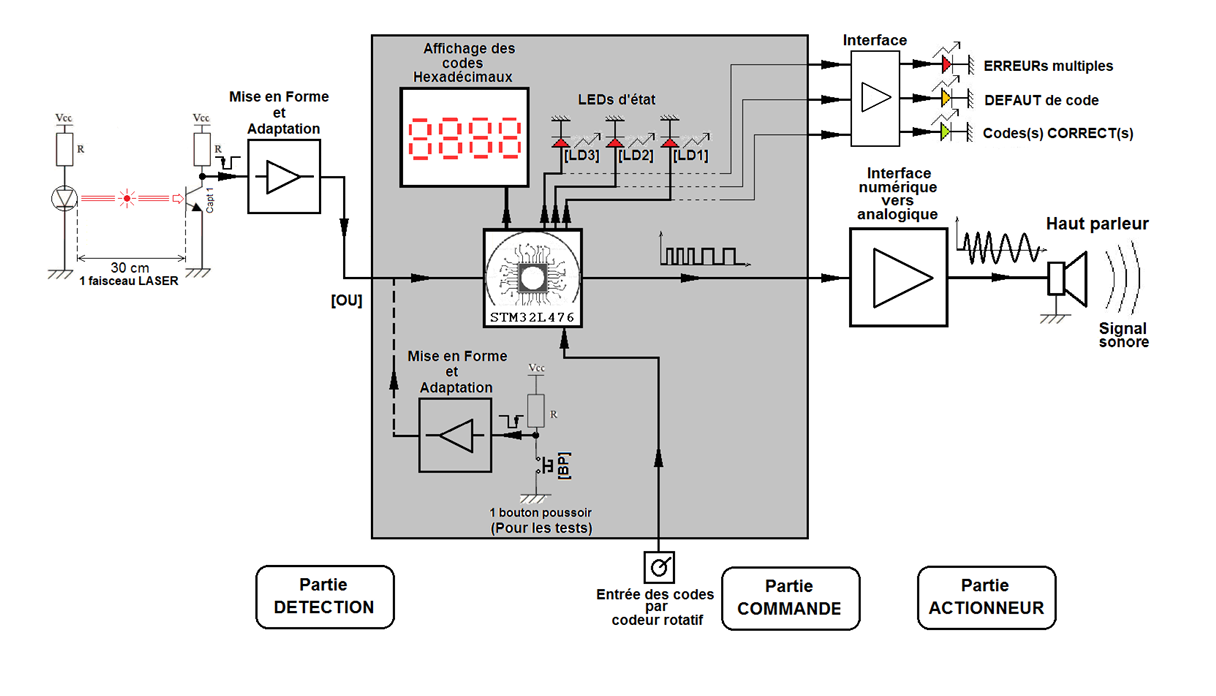 Affichage des
codes
Hexadécimaux
LEDs d'état
[LD3]
[LD2]
[LD1]
Interface
ERREURs multiples
DEFAUT de code
Codes(s) CORRECT(s)
Mise en Forme
et
Adaptation
Vcc
R
Vcc
R
Capt 1
30 cm
1 faisceau LASER
[OU]
STM32L476
Interface
numérique
vers
analogique
Haut parleur
Signal
sonore
Mise en Forme
et
Adaptation
Vcc
R
[BP]
1 bouton poussoir
(Pour les tests)
Entrée des codes
par
codeur rotatif
Partie
DETECTION
Partie
COMMANDE
Partie
ACTIONNEUR